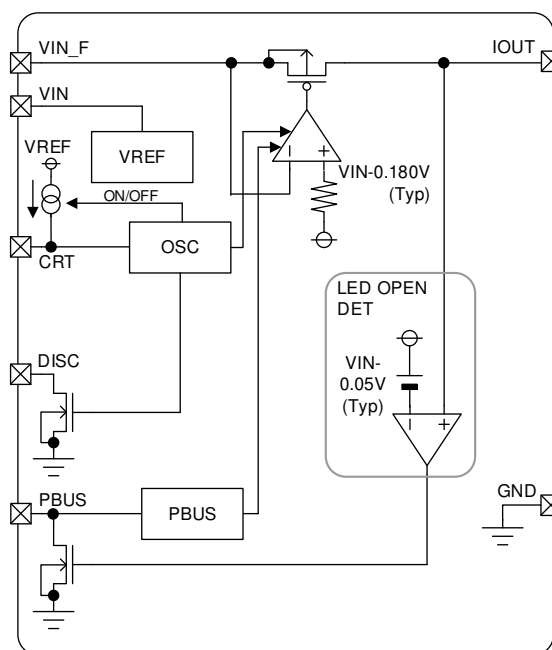 VIN_F
IOUT
VIN
VREF
VREF
VIN-0.180V
(Typ)
ON/OFF
OSC
CRT
LED OPEN
DET
VIN-
0.05V
(Typ)
DISC
PBUS
PBUS
GND